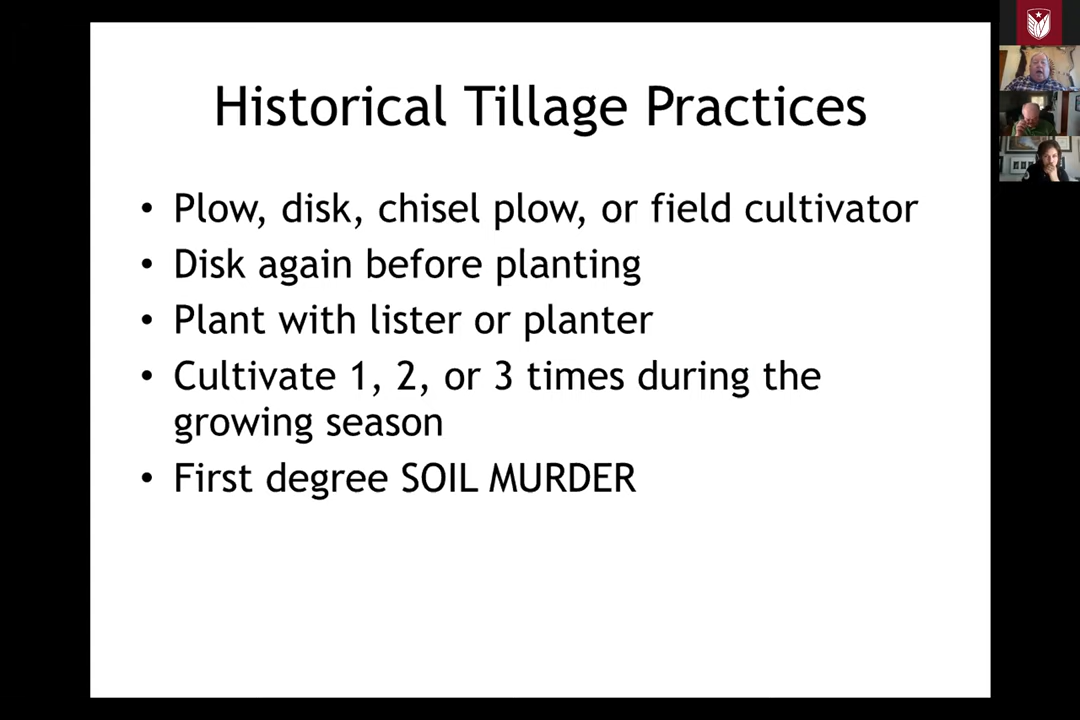 Historical Tillage Practices
• Plow, disk, chisel plow, or field cultivator
• Disk again before planting
• Plant with lister or planter
• Cultivate 1, 2, or 3 times during the
growing season
• First degree SOIL MURDER